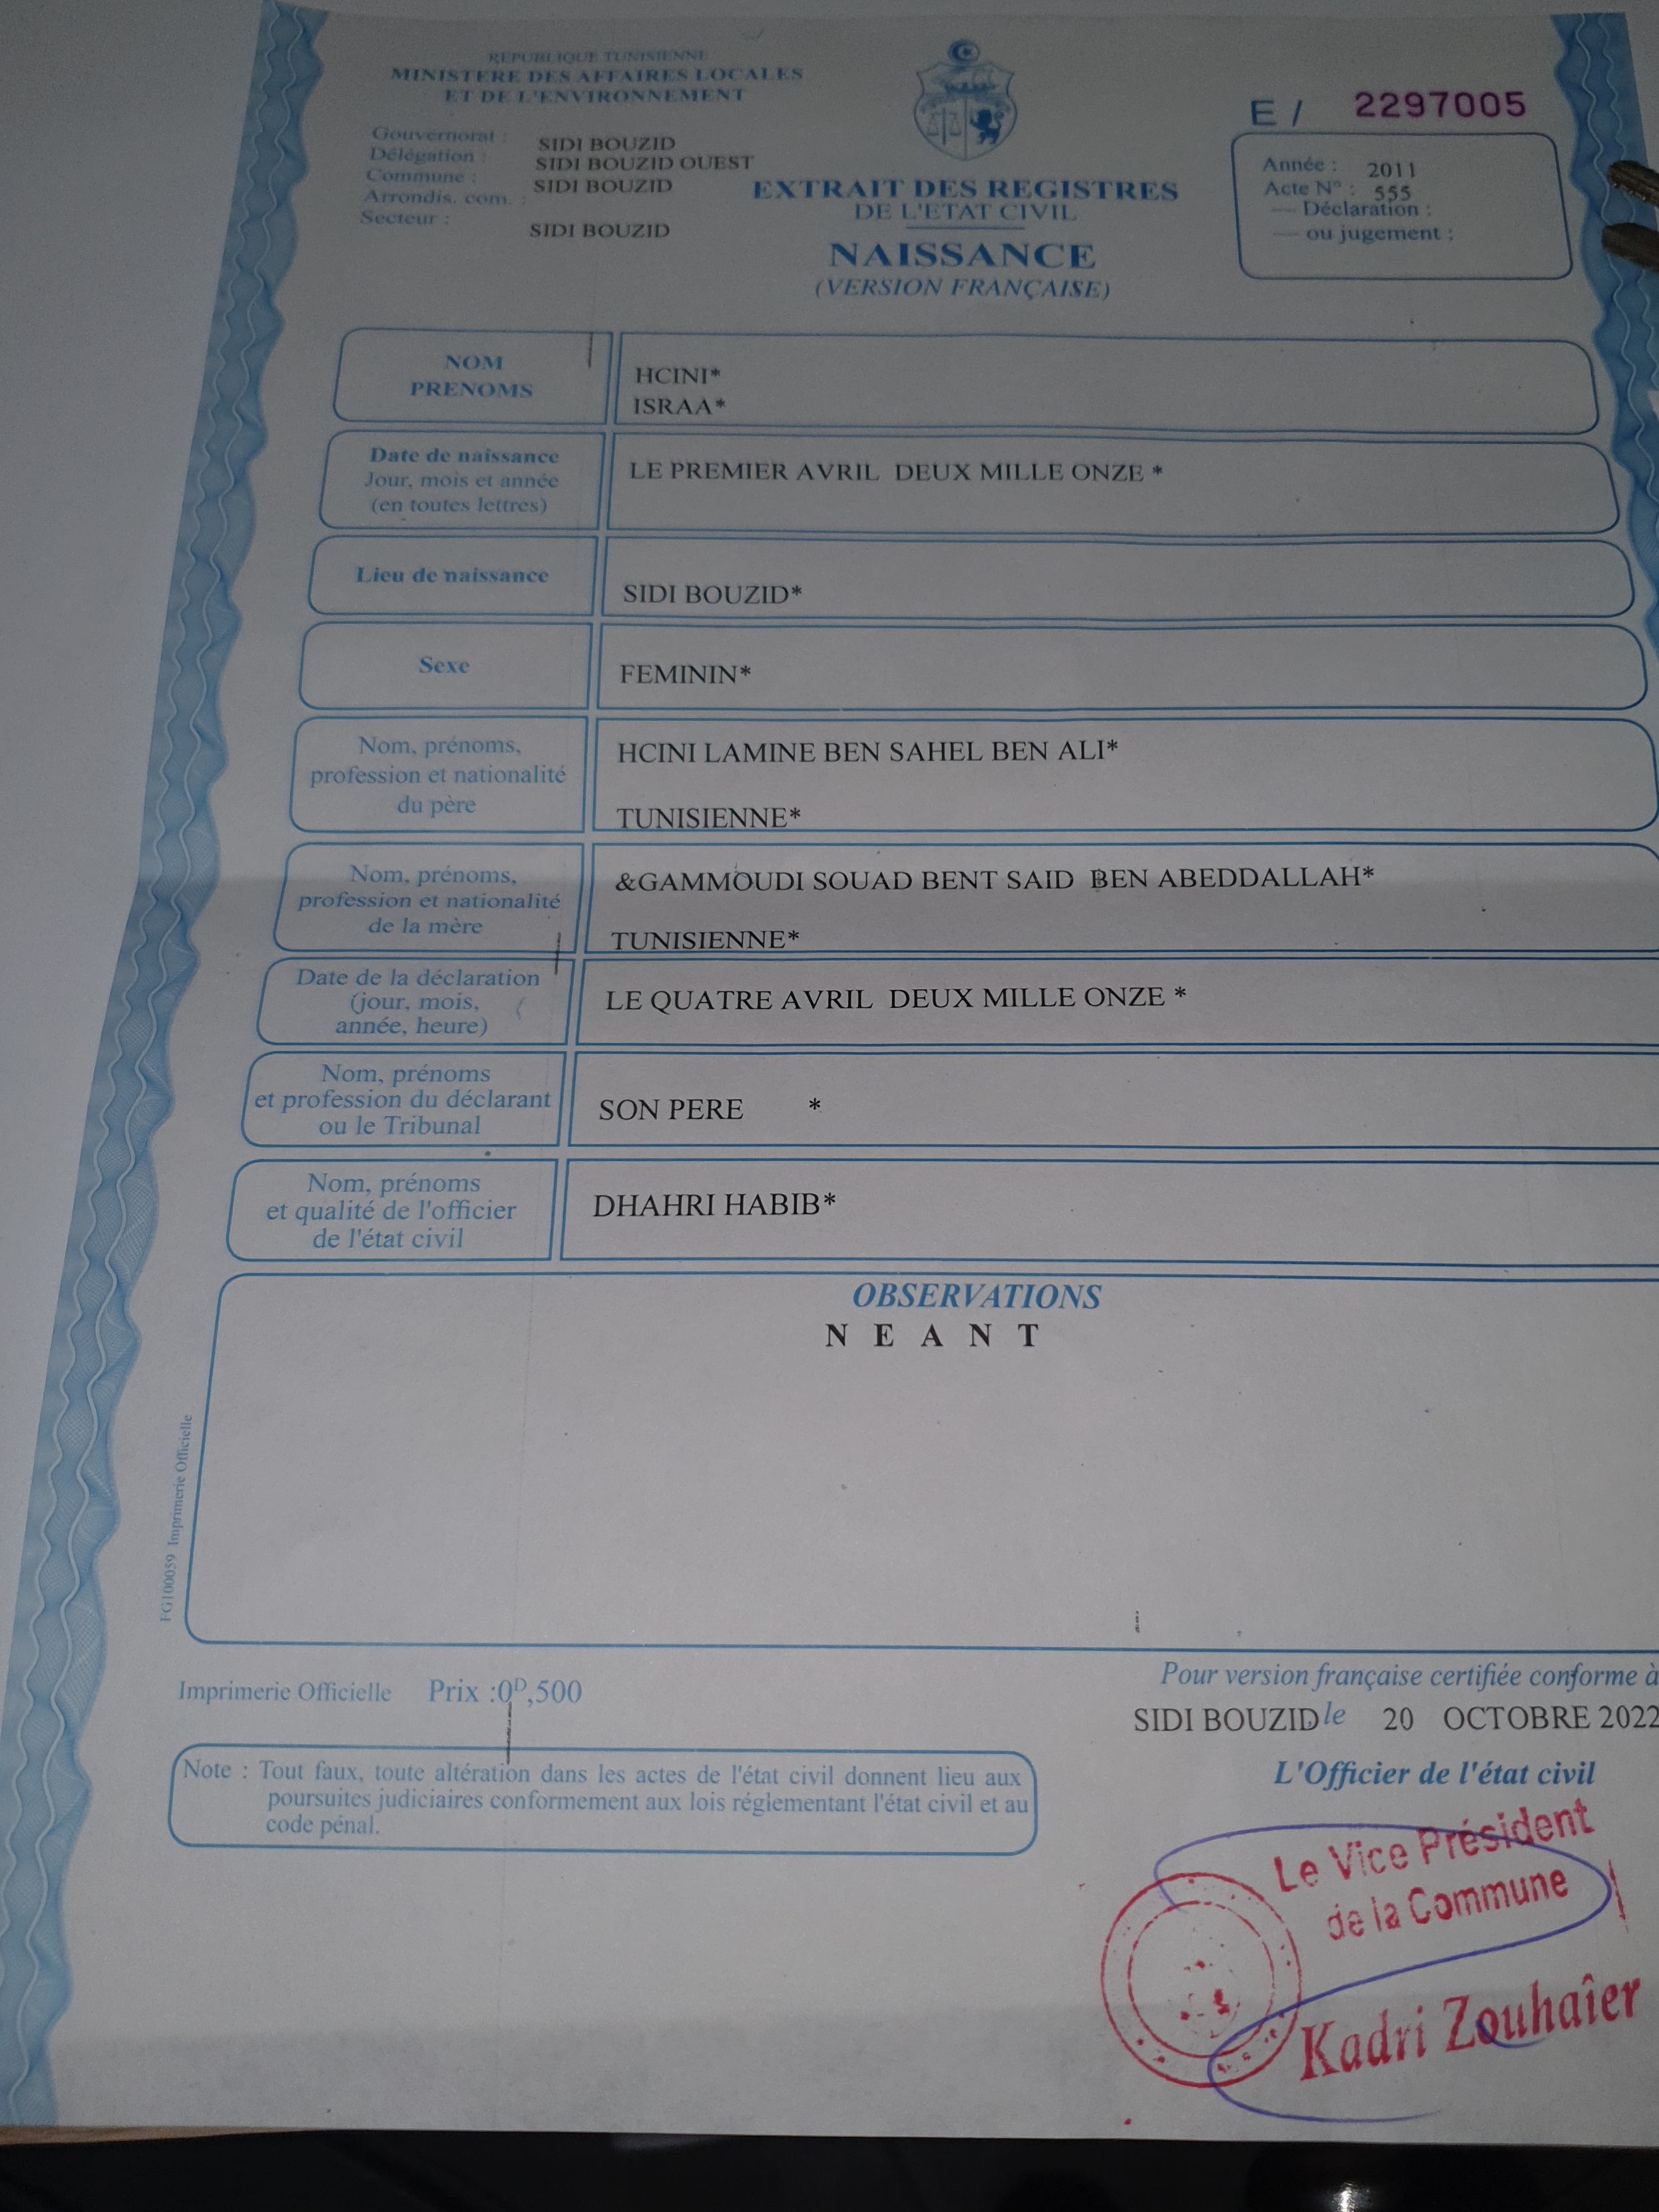 REPUBLIQUE TUNISIENNE
MINISTERE DES AFFAIRES LOCALES
ET DE L'ENVIRONNEMENT
Gouvernorat : SIDI BOUZID
Délégation : SIDI BOUZID OUEST
Commune : SIDI BOUZID
Arrondis. com. :
Secteur : SIDI BOUZID
E / 2297005
Année : 2011
Acte N° : 555
— Déclaration :
— ou jugement :
EXTRAIT DES REGISTRES
DE L'ETAT CIVIL
NAISSANCE
(VERSION FRANÇAISE)
NOM
PRENOMS
HCINI*
ISRAA*
Date de naissance
Jour, mois et année
(en toutes lettres)
LE PREMIER AVRIL DEUX MILLE ONZE *
Lieu de naissance
SIDI BOUZID*
Sexe
FEMININ*
Nom, prénoms,
profession et nationalité
du père
HCINI LAMINE BEN SAHEL BEN ALI*
TUNISIENNE*
Nom, prénoms,
profession et nationalité
de la mère
&GAMMOUDI SOUAD BENT SAID BEN ABEDDALLAH*
TUNISIENNE*
Date de la déclaration
(jour, mois,
année, heure)
LE QUATRE AVRIL DEUX MILLE ONZE *
Nom, prénoms
et profession du déclarant
ou le Tribunal
SON PERE *
Nom, prénoms
et qualité de l'officier
de l'état civil
DHAHRI HABIB*
OBSERVATIONS
N E A N T
FG100059 Imprimerie Officielle
Imprimerie Officielle Prix :0D,500
Note : Tout faux, toute altération dans les actes de l'état civil donnent lieu aux
poursuites judiciaires conformement aux lois réglementant l'état civil et au
code pénal.
Pour version française certifiée conforme à
SIDI BOUZID le 20 OCTOBRE 2022
L'Officier de l'état civil
Le Vice Président
de la Commune
Kadri Zouhaîer